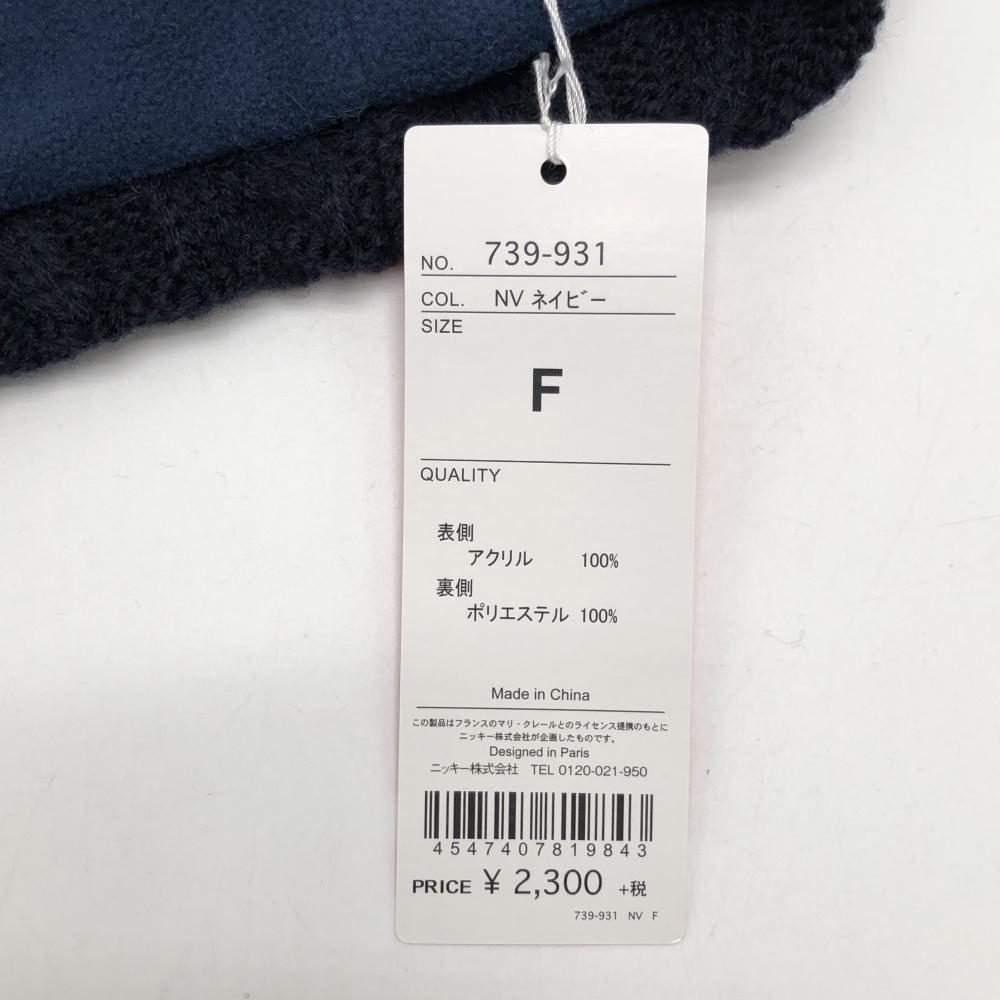 NO. 739-931
COL. NV ネイビー
SIZE
F
QUALITY
表側
アクリル 100%
裏側
ポリエステル 100%
Made in China
この製品はフランスのマリ・クレールとのライセンス提携のもとに
ニッキー株式会社が企画したものです。
Designed in Paris
ニッキー株式会社 TEL 0120-021-950
4547407819843
PRICE ¥ 2,300 +税
739-931 NV F